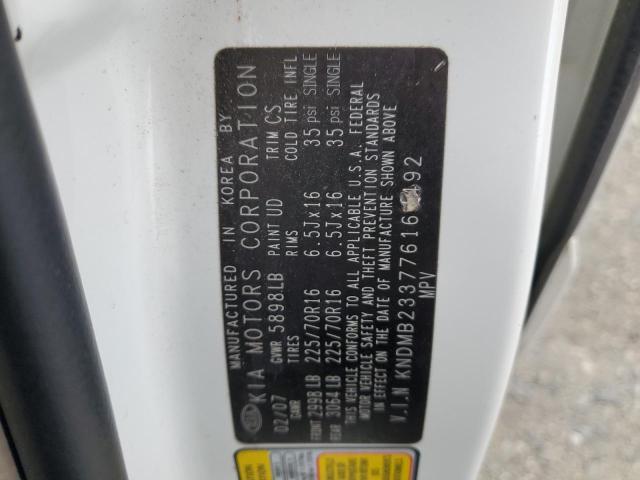 MANUFACTURED IN KOREA BY
KIA KIA MOTORS CORPORATION
02/07 GVWR 5898LB PAINT UD TRIM CS
GAWR TIRES RIMS COLD TIRE INFL
FRONT 2998LB 225/70R16 6.5Jx16 35 psi SINGLE
REAR 3064LB 225/70R16 6.5Jx16 35 psi SINGLE
THIS VEHICLE CONFORMS TO ALL APPLICABLE U.S.A. FEDERAL
MOTOR VEHICLE SAFETY AND THEFT PREVENTION STANDARDS
IN EFFECT ON THE DATE OF MANUFACTURE SHOWN ABOVE
V.I.N
MPV